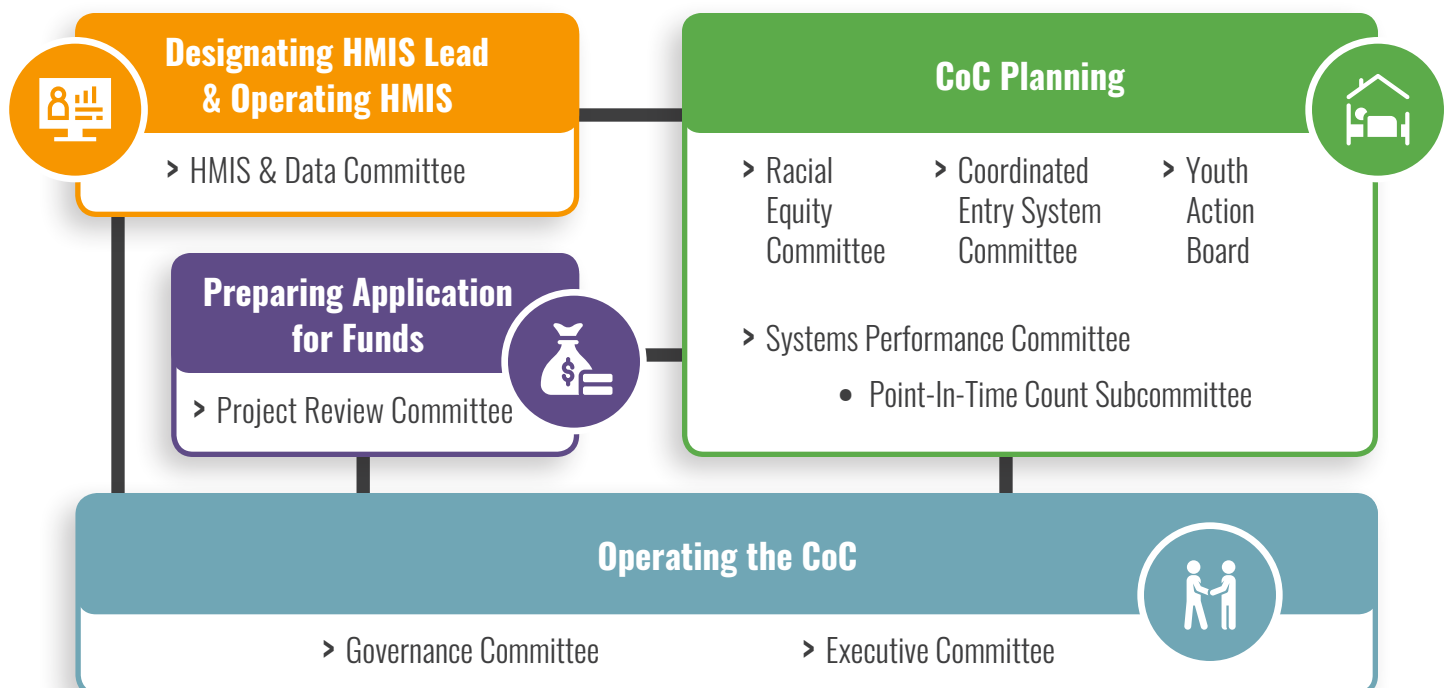 Designating HMIS Lead
& Operating HMIS
> HMIS & Data Committee
CoC Planning
> Racial
Equity
Committee
> Coordinated
Entry System
Committee
> Youth
Action
Board
> Systems Performance Committee
• Point-In-Time Count Subcommittee
Preparing Application
for Funds
$
> Project Review Committee
Operating the CoC
> Governance Committee
> Executive Committee